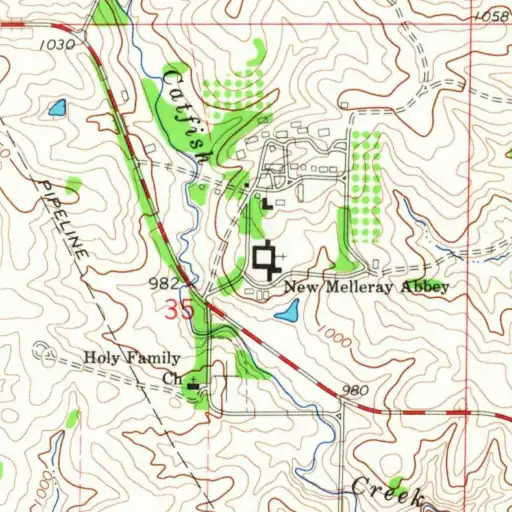 1058
1030
Catfish
PIPELINE
982
New Melleray Abbey
35
1000
Holy Family
Ch
980
Creek